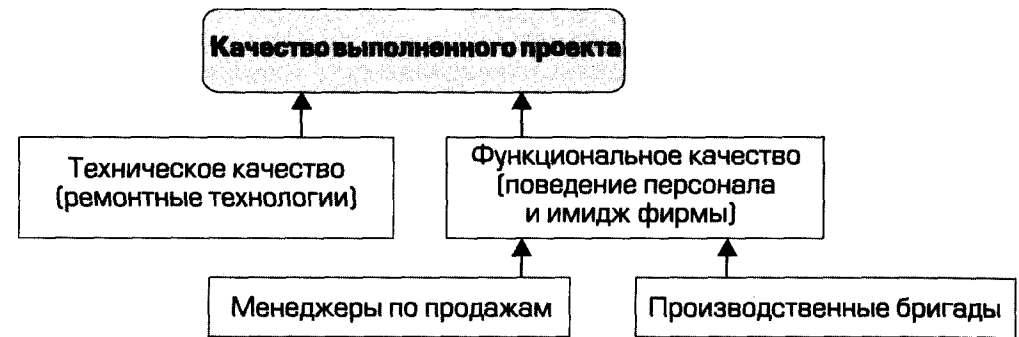 Качество выполненного проекта
Техническое качество
(ремонтные технологии)
Функциональное качество
(поведение персонала
и имидж фирмы)
Менеджеры по продажам
Производственные бригады